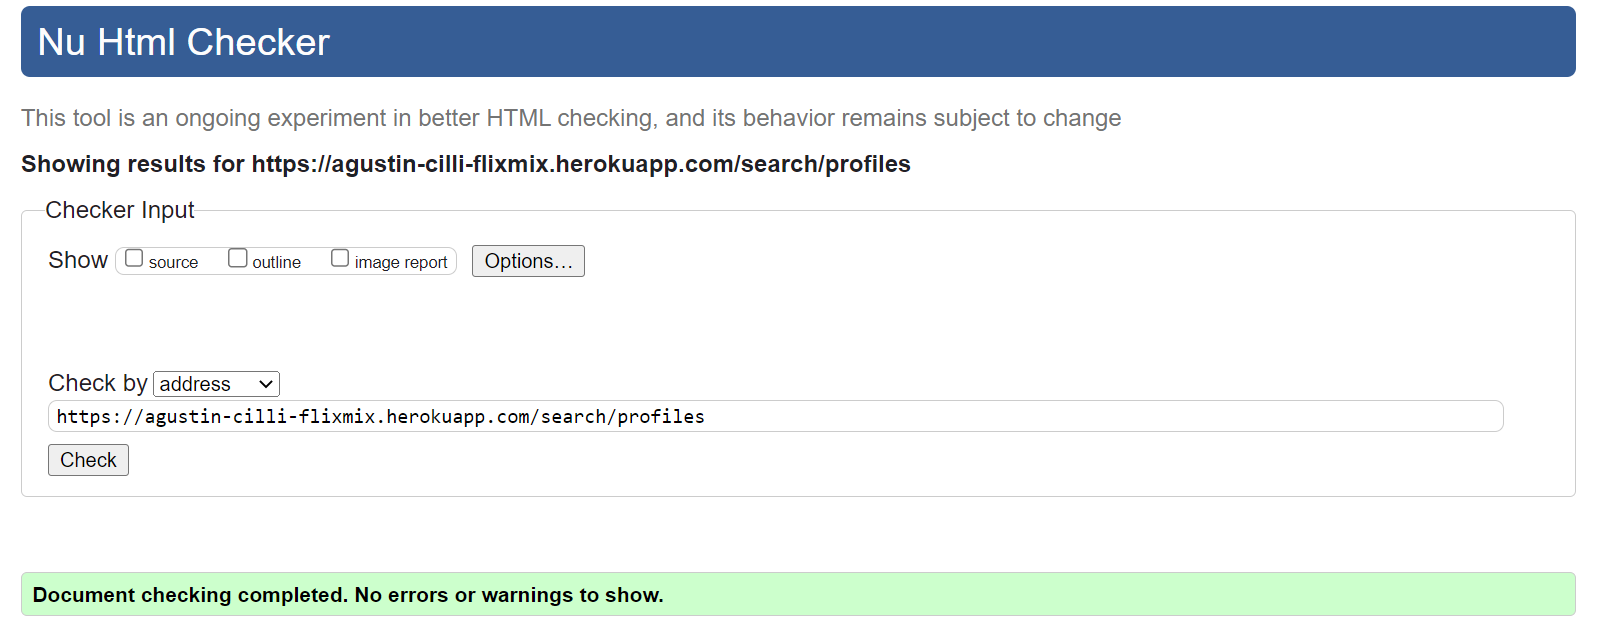 Nu Html Checker
This tool is an ongoing experiment in better HTML checking, and its behavior remains subject to change
Showing results for https://agustin-cilli-flixmix.herokuapp.com/search/profiles
Checker Input
Show source outline image report Options...
Check by address
https://agustin-cilli-flixmix.herokuapp.com/search/profiles
Check
Document checking completed. No errors or warnings to show.